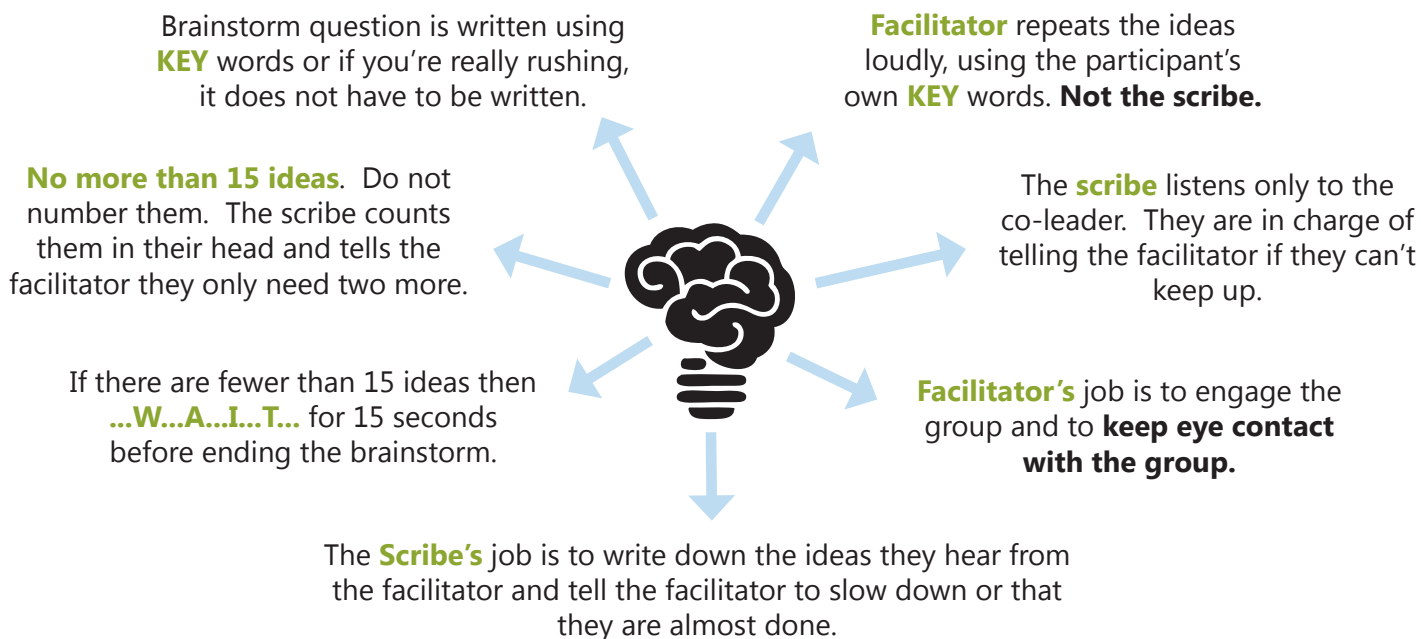 Brainstorm question is written using
KEY words or if you're really rushing,
it does not have to be written.
Facilitator repeats the ideas
loudly, using the participant's
own KEY words. Not the scribe.
No more than 15 ideas.  Do not
number them.  The scribe counts
them in their head and tells the
facilitator they only need two more.
The scribe listens only to the
co-leader.  They are in charge of
telling the facilitator if they can't
keep up.
If there are fewer than 15 ideas then
...W...A...I...T... for 15 seconds
before ending the brainstorm.
Facilitator's job is to engage the
group and to keep eye contact
with the group.
The Scribe's job is to write down the ideas they hear from
the facilitator and tell the facilitator to slow down or that
they are almost done.